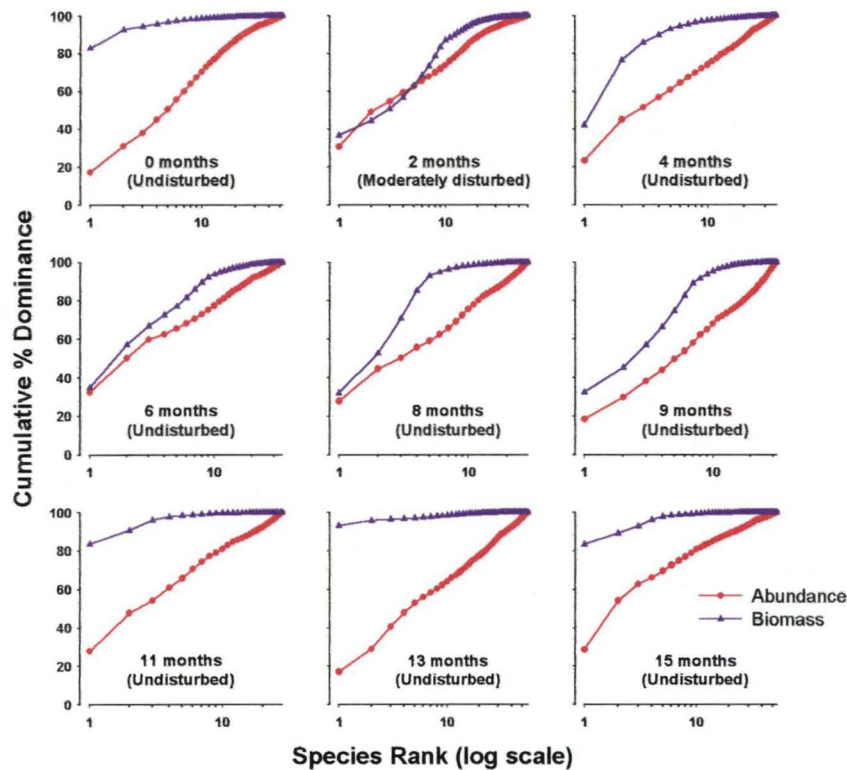 100
80
60
40
20
0
0 months
(Undisturbed)
1
10
2 months
(Moderately disturbed)
1
10
4 months
(Undisturbed)
1
10
100
80
60
40
20
0
6 months
(Undisturbed)
1
10
8 months
(Undisturbed)
1
10
9 months
(Undisturbed)
1
10
100
80
60
40
20
0
11 months
(Undisturbed)
1
10
13 months
(Undisturbed)
1
10
Abundance
Biomass
15 months
(Undisturbed)
1
10
Cumulative % Dominance
Species Rank (log scale)